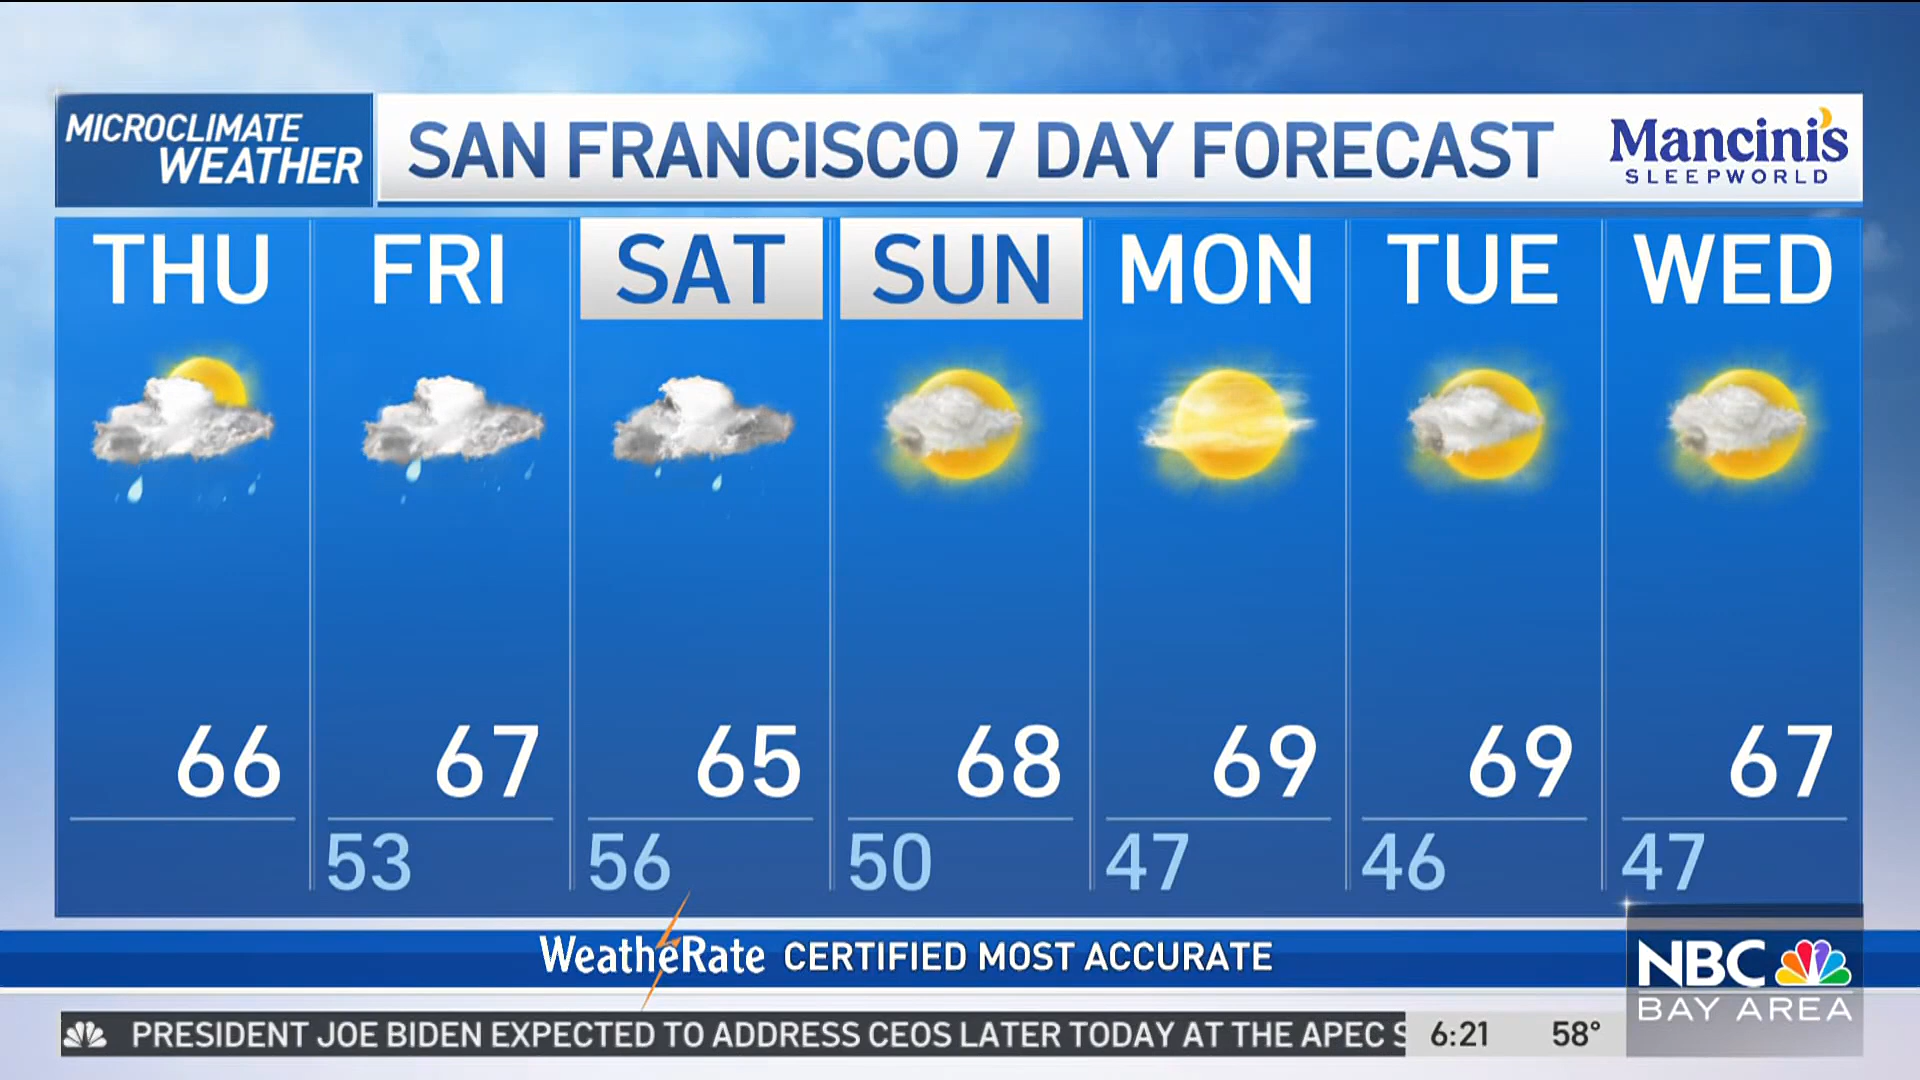 MICROCLIMATE
WEATHER
SAN FRANCISCO 7 DAY FORECAST
Mancini's
SLEEPWORLD
THU FRI SAT SUN MON TUE WED
66 67 65 68 69 69 67
53 56 50 47 46 47
WeatheRate CERTIFIED MOST ACCURATE
NBC
BAY AREA
PRESIDENT JOE BIDEN EXPECTED TO ADDRESS CEOS LATER TODAY AT THE APEC S
6:21 58°